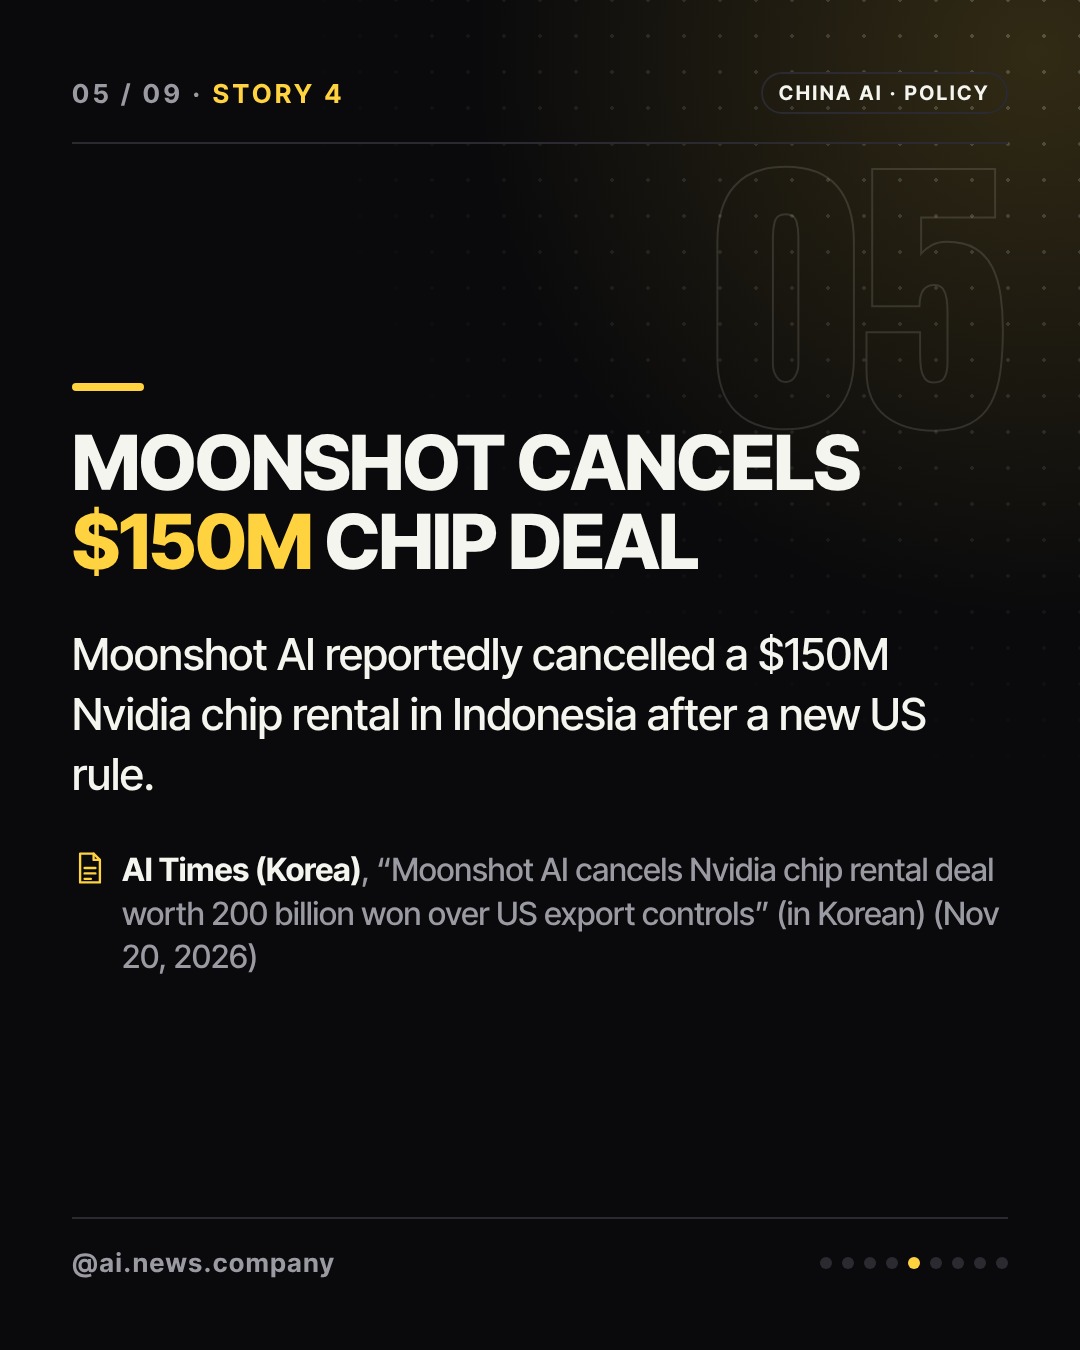 05 / 09 · STORY 4
CHINA AI · POLICY
05
MOONSHOT CANCELS
$150M CHIP DEAL
Moonshot AI reportedly cancelled a $150M
Nvidia chip rental in Indonesia after a new US
rule.
AI Times (Korea), “Moonshot AI cancels Nvidia chip rental deal
worth 200 billion won over US export controls” (in Korean) (Nov
20, 2026)
@ai.news.company